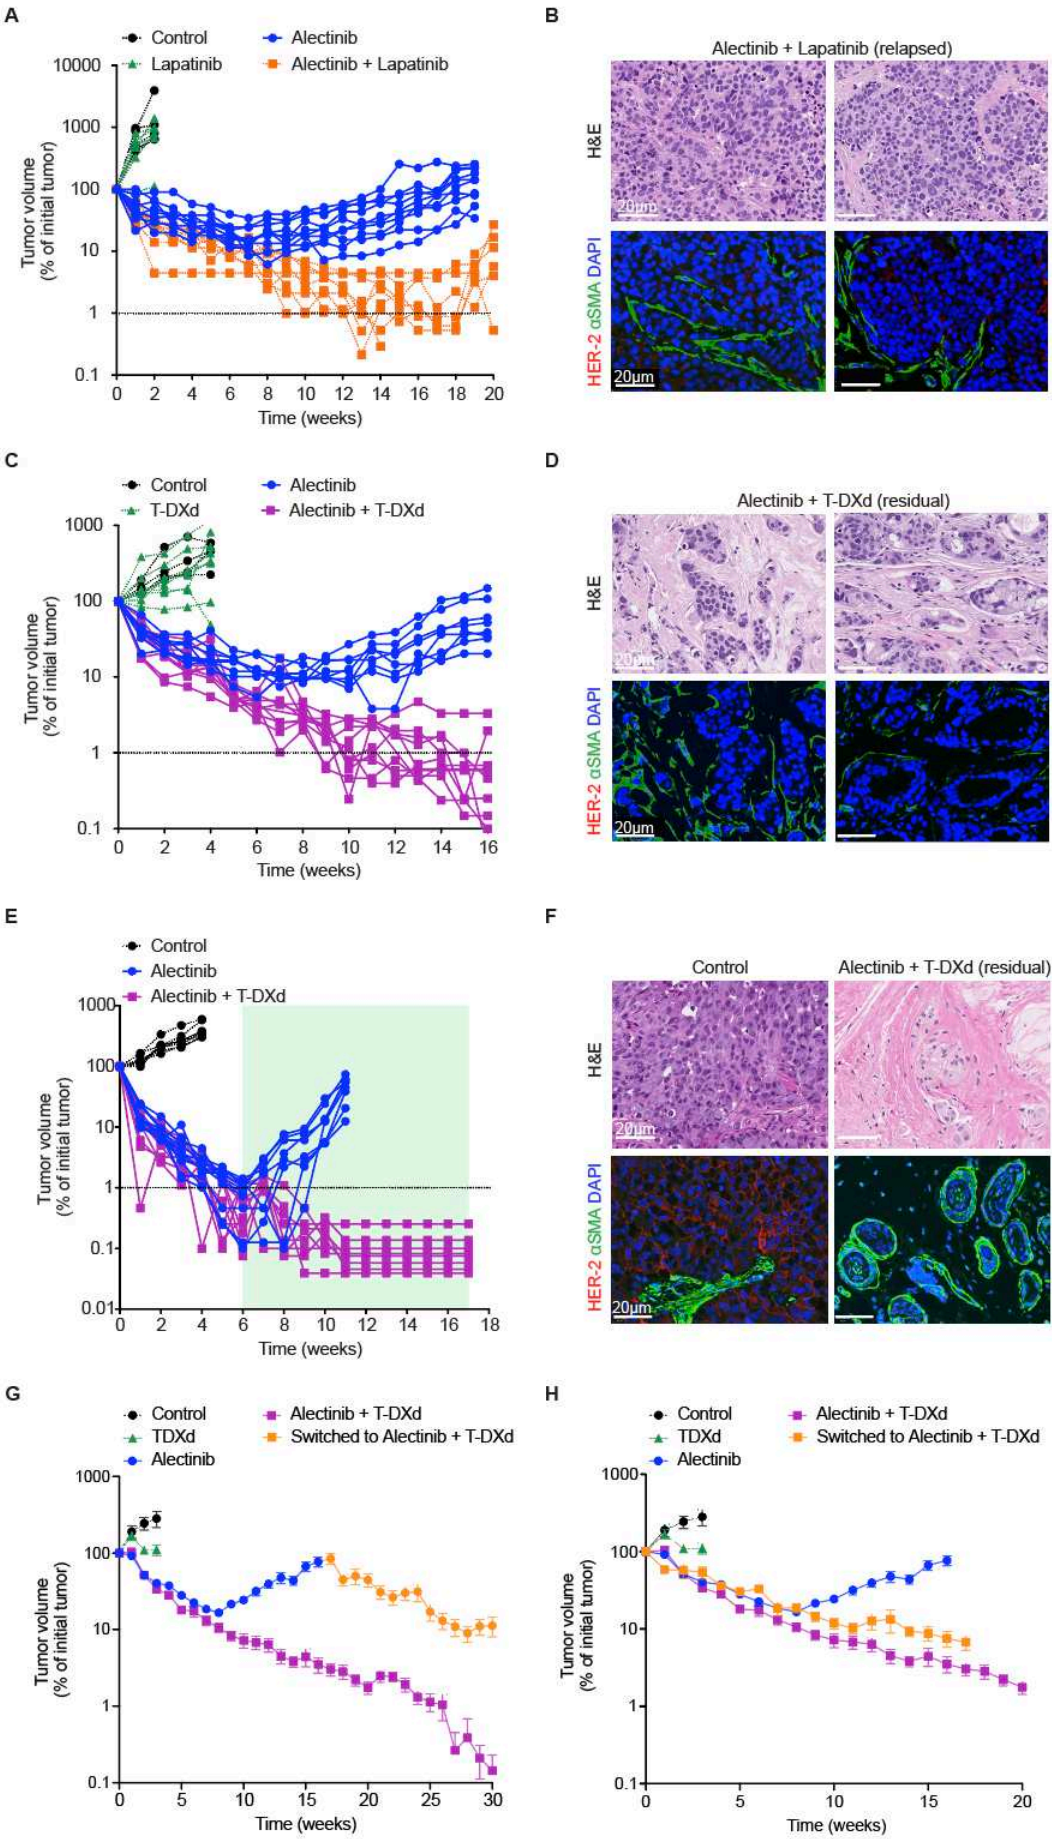 A
Control
Alectinib
Lapatinib
Alectinib + Lapatinib
10000
1000
100
10
1
0.1
Tumor volume
(% of initial tumor)
0 2 4 6 8 10 12 14 16 18 20
Time (weeks)
B
Alectinib + Lapatinib (relapsed)
H&E
20µm
HER-2 αSMA DAPI
20µm
C
Control
Alectinib
T-DXd
Alectinib + T-DXd
1000
100
10
1
0.1
Tumor volume
(% of initial tumor)
0 2 4 6 8 10 12 14 16
Time (weeks)
D
Alectinib + T-DXd (residual)
H&E
20µm
HER-2 αSMA DAPI
20µm
E
Control
Alectinib
Alectinib + T-DXd
1000
100
10
1
0.1
0.01
Tumor volume
(% of initial tumor)
0 2 4 6 8 10 12 14 16 18
Time (weeks)
F
Control
Alectinib + T-DXd (residual)
H&E
20µm
HER-2 αSMA DAPI
20µm
G
Control
Alectinib + T-DXd
TDXd
Switched to Alectinib + T-DXd
Alectinib
1000
100
10
1
0.1
Tumor volume
(% of initial tumor)
0 5 10 15 20 25 30
Time (weeks)
H
Control
Alectinib + T-DXd
TDXd
Switched to Alectinib + T-DXd
Alectinib
1000
100
10
1
0.1
Tumor volume
(% of initial tumor)
0 5 10 15 20
Time (weeks)